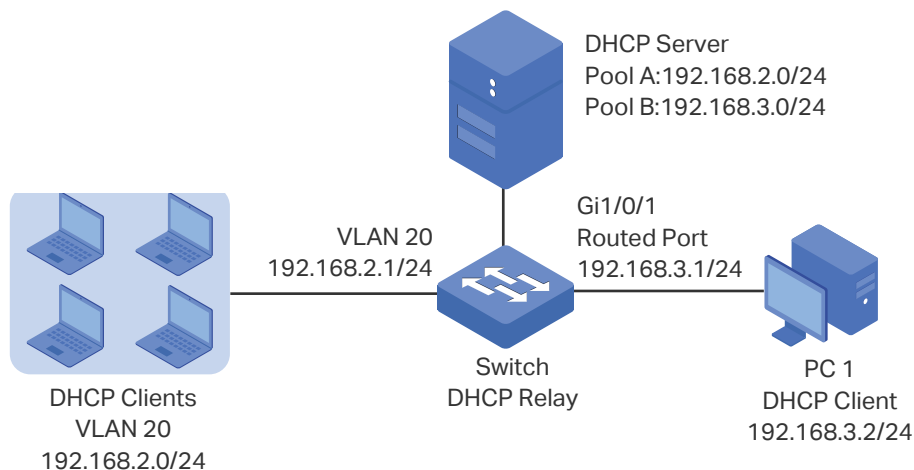 DHCP Server
Pool A:192.168.2.0/24
Pool B:192.168.3.0/24
Gi1/0/1
Routed Port
192.168.3.1/24
VLAN 20
192.168.2.1/24
Switch
DHCP Relay
PC 1
DHCP Client
192.168.3.2/24
DHCP Clients
VLAN 20
192.168.2.0/24